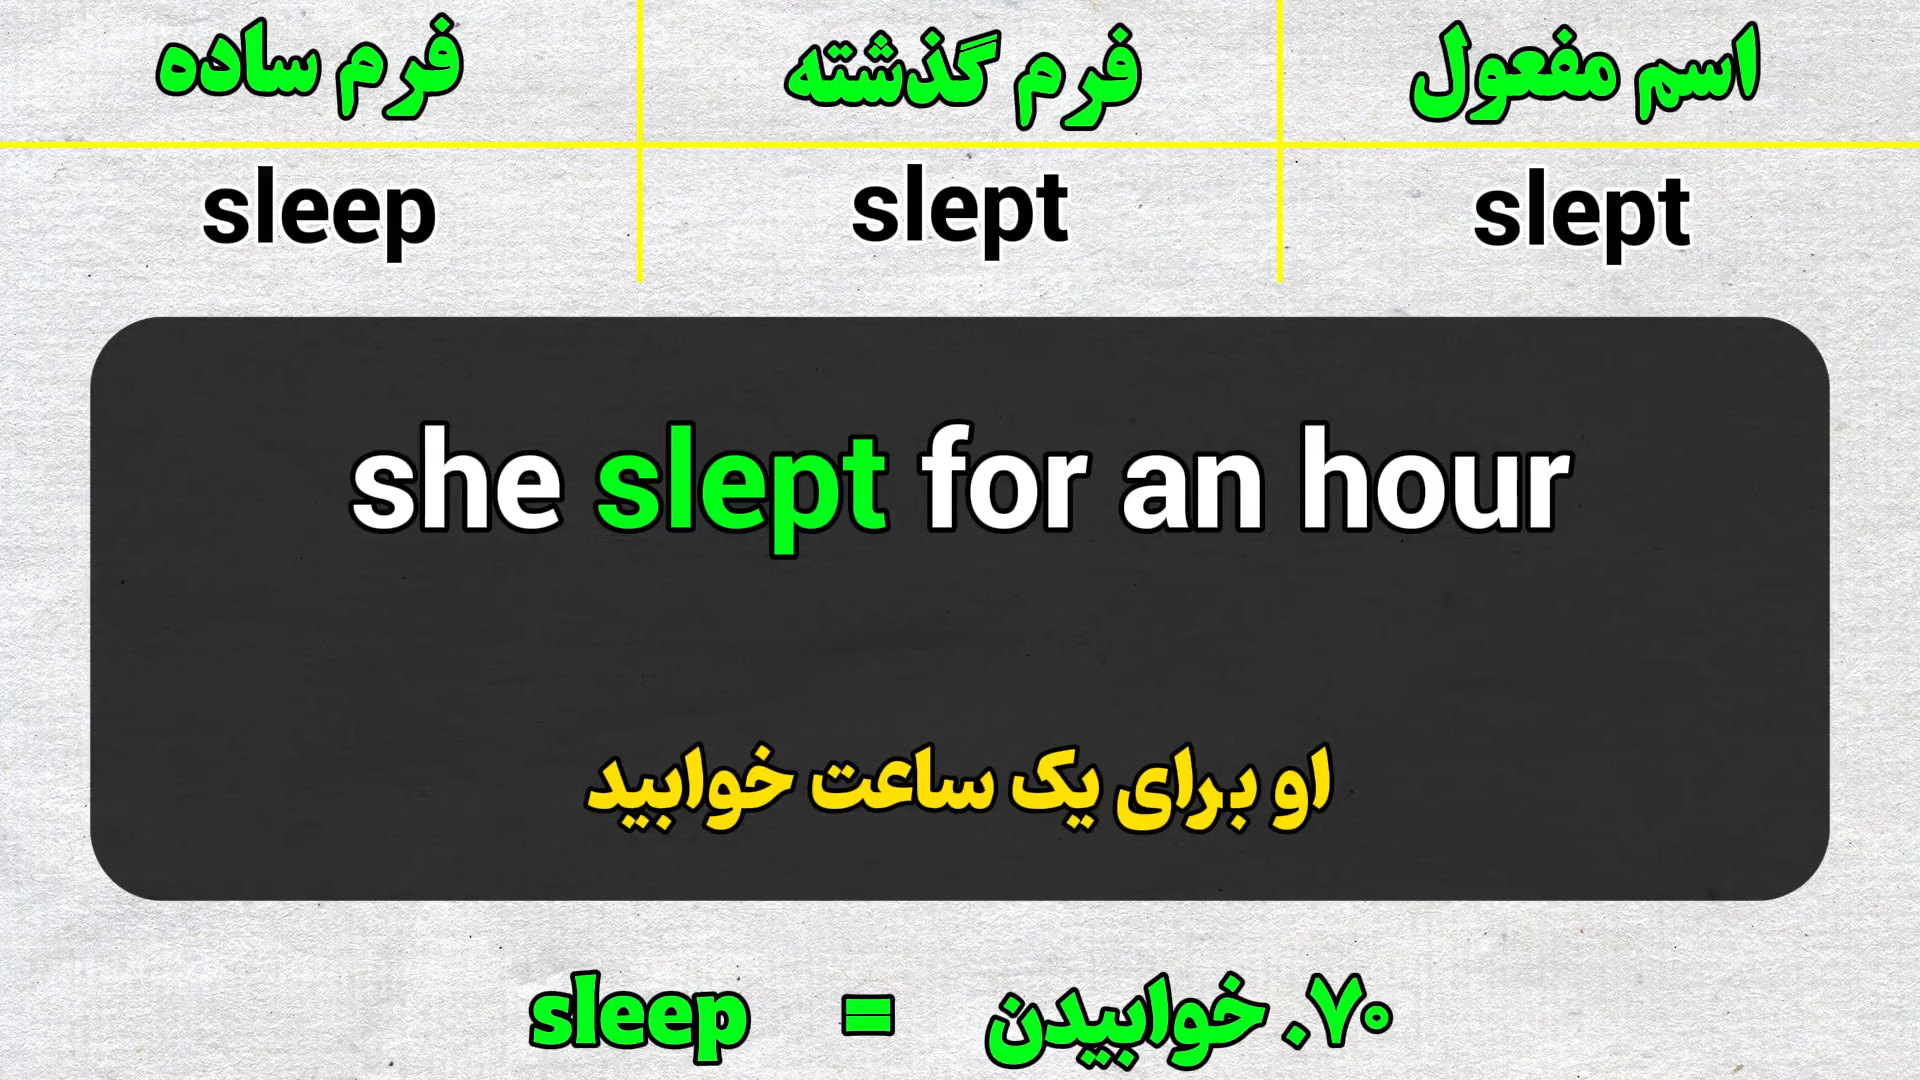 فرم ساده
فرم گذشته
اسم مفعول
sleep
slept
slept
she slept for an hour
او برای یک ساعت خوابید
۷۰. خوابیدن = sleep